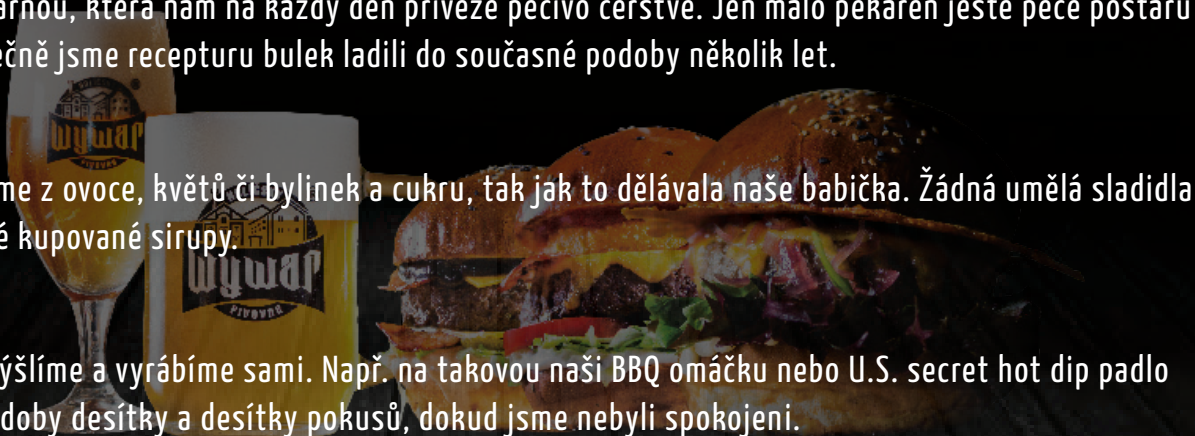 árnou, která nám na každý den přiveze pečivo čerstvé. Jen málo pekáren ještě peče postaru
ečně jsme recepturu bulek ladili do současné podoby několik let.
wywar
PIVOVAR
me z ovoce, květů či bylinek a cukru, tak jak to dělávala naše babička. Žádná umělá sladidla
é kupované sirupy.
wywar
PIVOVAR
ýšlíme a vyrábíme sami. Např. na takovou naši BBQ omáčku nebo U.S. secret hot dip padlo
doby desítky a desítky pokusů, dokud jsme nebyli spokojeni.